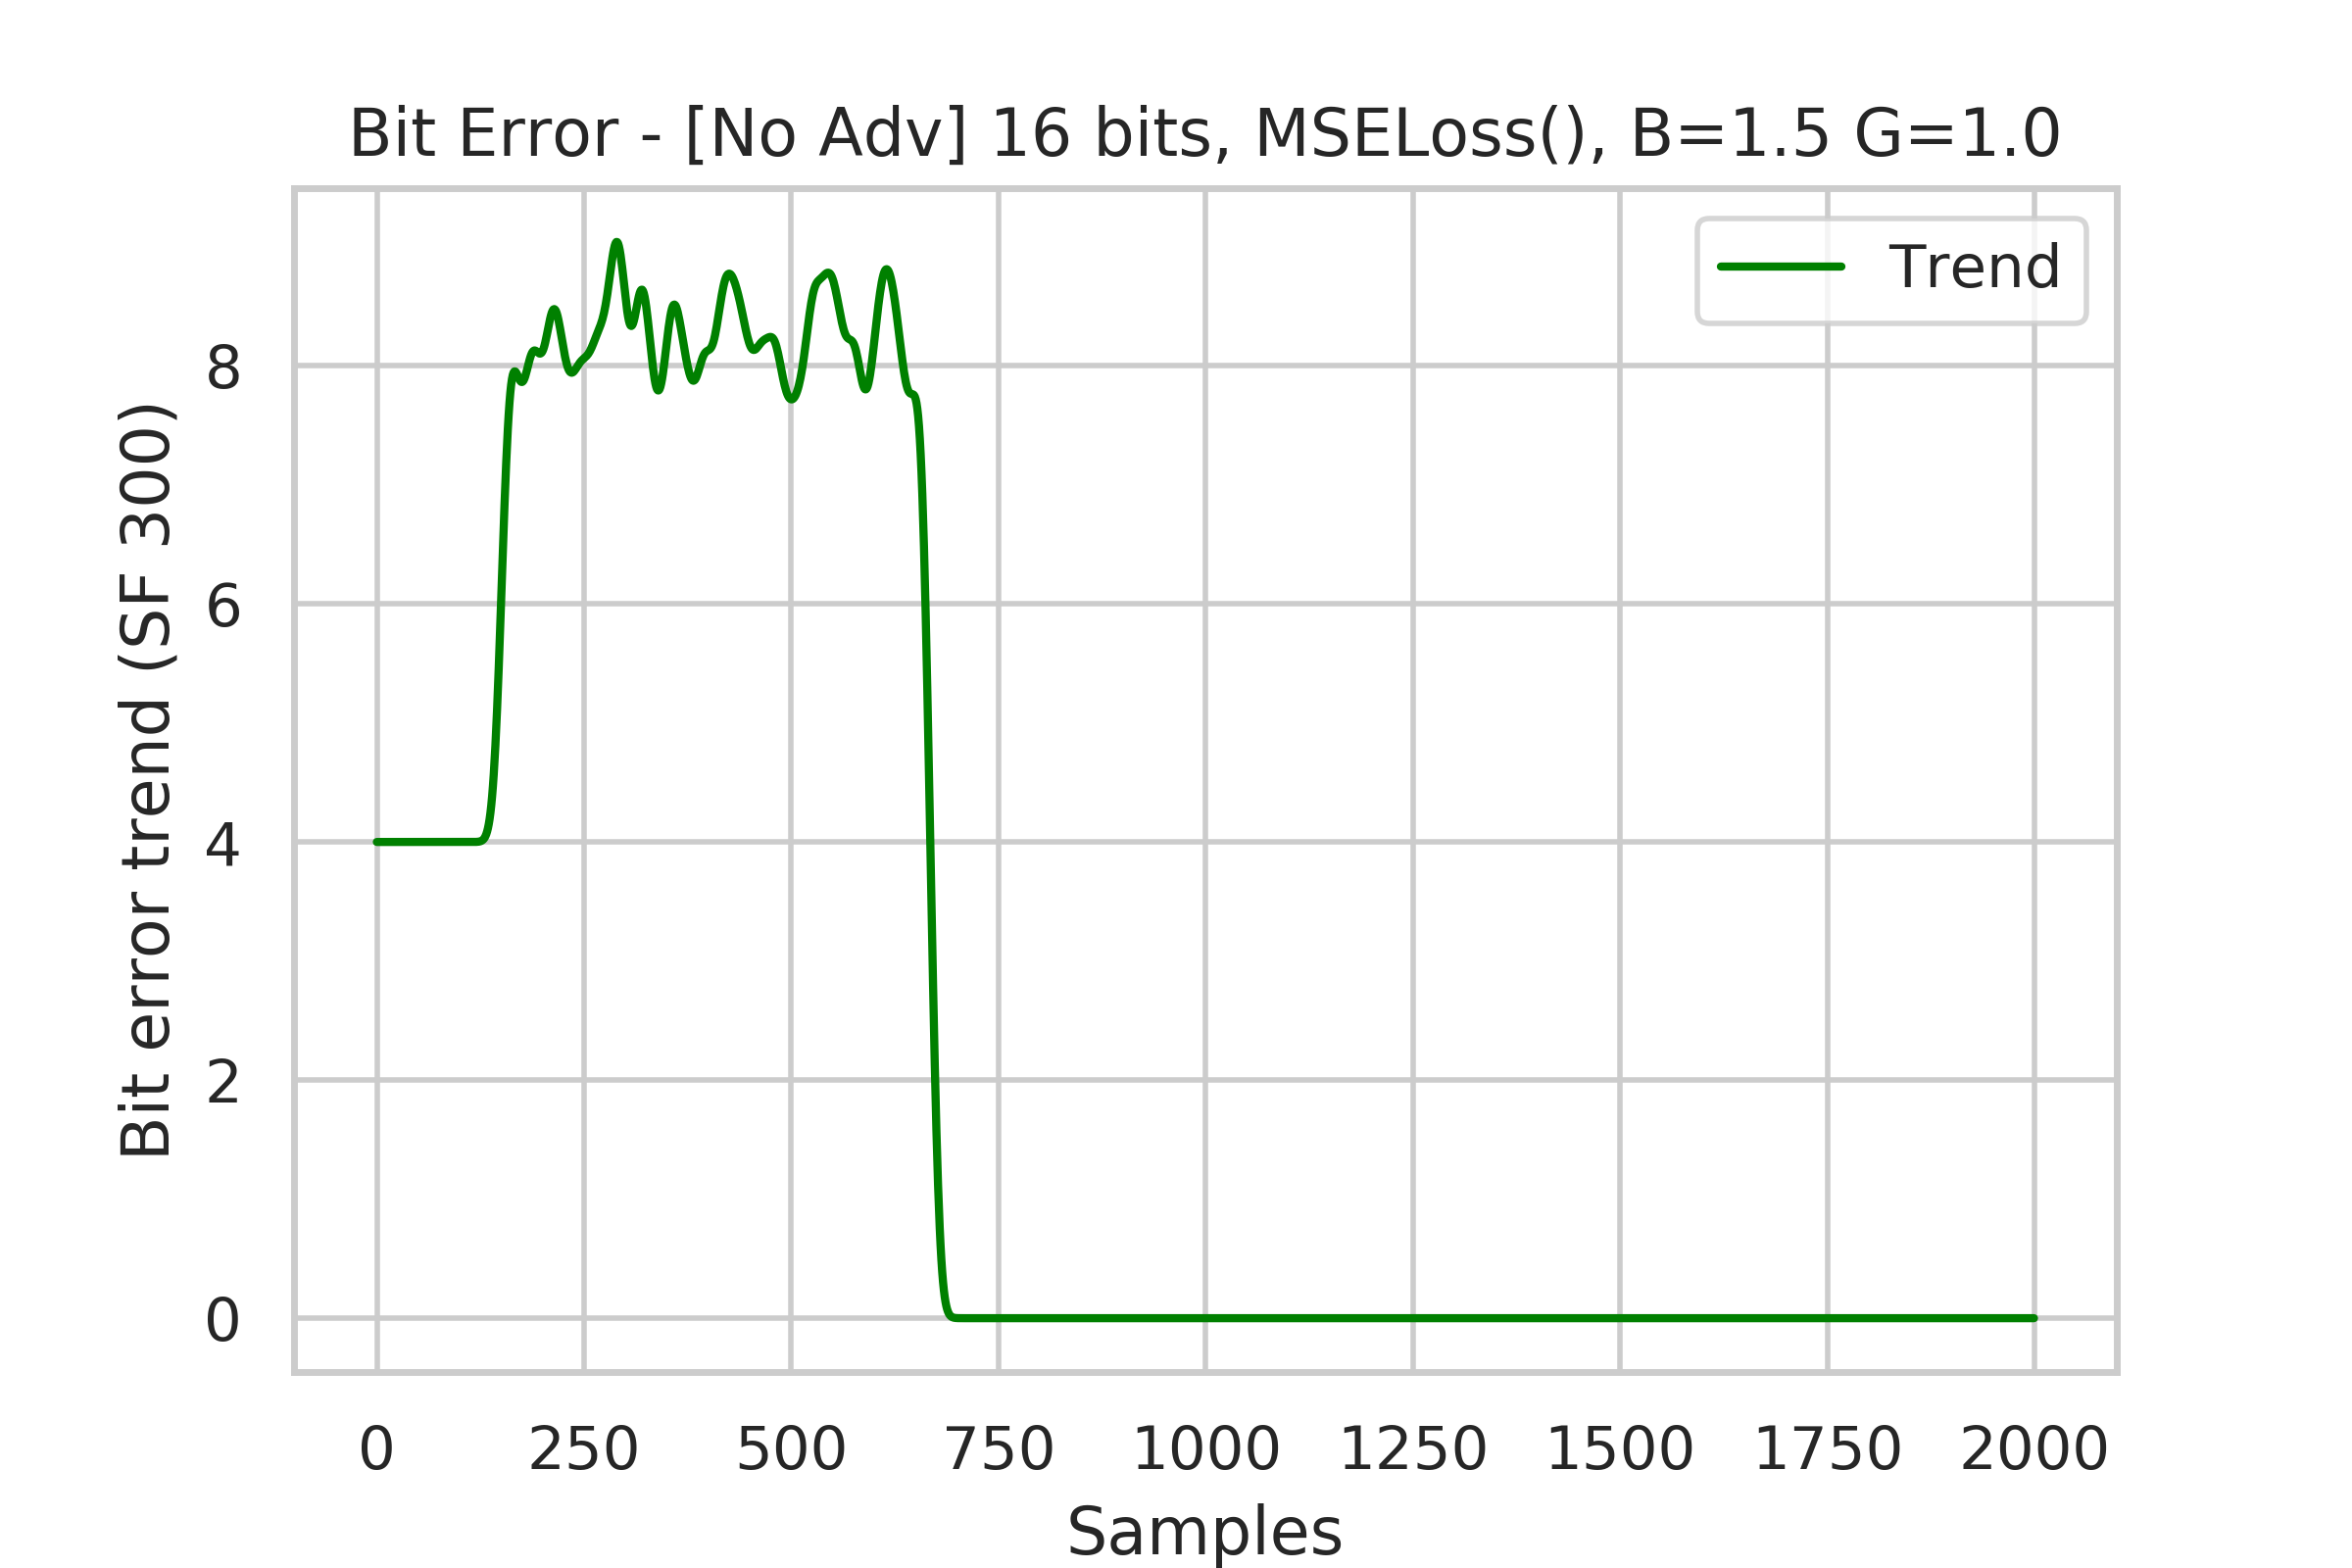 Bit Error - [No Adv] 16 bits, MSELoss(), B=1.5 G=1.0
Trend
Bit error trend (SF 300)
8
6
4
2
0
0 250 500 750 1000 1250 1500 1750 2000
Samples